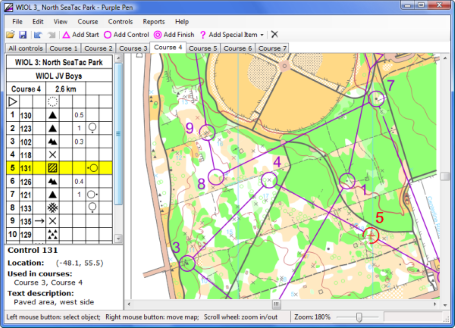 WIOL 3_ North SeaTac Park - Purple Pen
File View Course Controls Reports Help
Add Start Add Control Add Finish ? Add Special Item
All controls Course 1 Course 2 Course 3 Course 4 Course 5 Course 6 Course 7
WIOL 3: North SeaTac Park
WIOL JV Boys
Course 4 2.6 km
1 130 0.5
2 123 1
3 102 0.3
4 118
5 131
6 126 0.4
7 121 1
8 133
9 135
10 129
Control 131
Location: (-48.1, 55.5)
Used in courses:
Course 3, Course 4
Text description:
Paved area, west side
7
9
4
8
1
5
3
Left mouse button: select object; Right mouse button: move map; Scroll wheel: zoom in/out Zoom: 180%